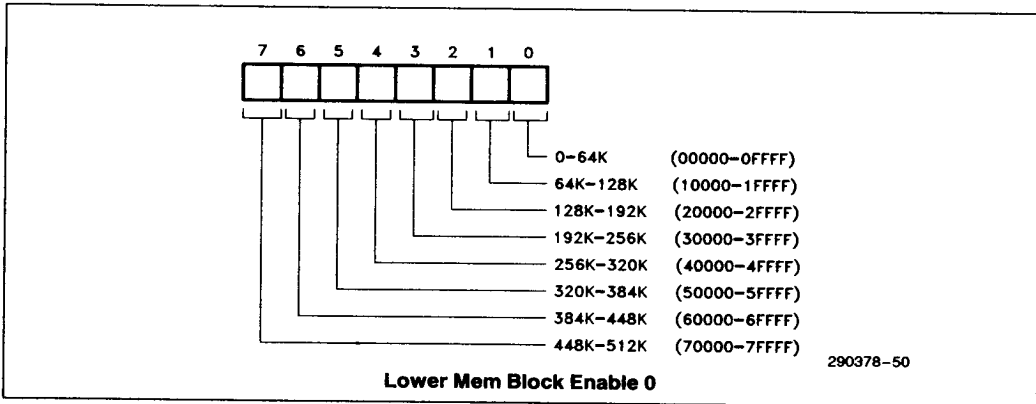 7 6 5 4 3 2 1 0
0-64K (00000-0FFFF)
64K-128K (10000-1FFFF)
128K-192K (20000-2FFFF)
192K-256K (30000-3FFFF)
256K-320K (40000-4FFFF)
320K-384K (50000-5FFFF)
384K-448K (60000-6FFFF)
448K-512K (70000-7FFFF)
290378-50
Lower Mem Block Enable 0